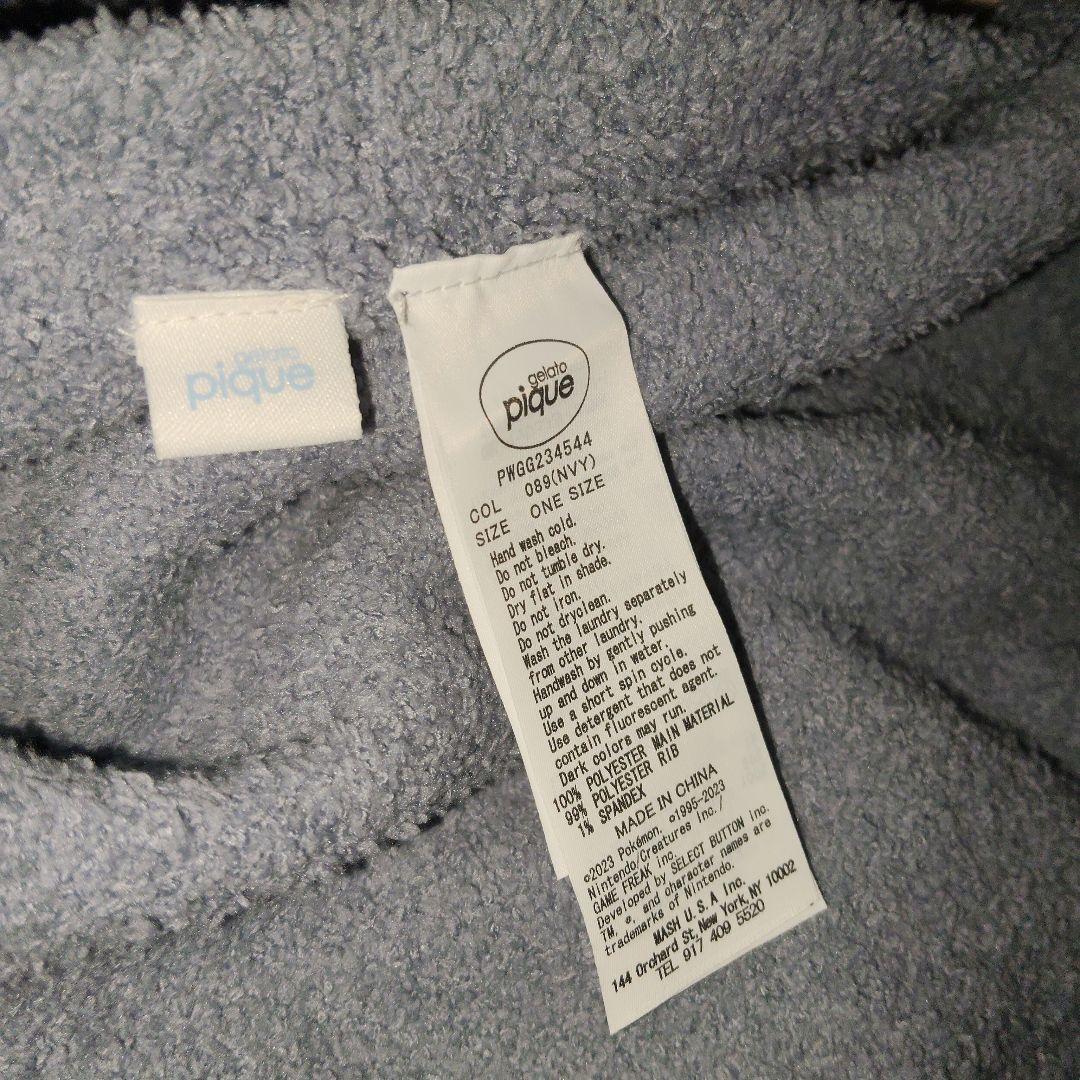 gelato
pique
gelato
pique
PWGG234544
COL 089(NVY)
SIZE ONE SIZE
Hand wash cold.
Do not bleach.
Do not tumble dry.
Dry flat in shade.
Do not iron.
Do not dryclean.
Wash the laundry separately
from other laundry.
Handwash by gently pushing
up and down in water.
Use a short spin cycle.
Use detergent that does not
contain fluorescent agent.
Dark colors may run.
100% POLYESTER MAIN MATERIAL
99% POLYESTER RIB
1% SPANDEX
MADE IN CHINA
©2023 Pokémon. ©1995-2023
Nintendo/Creatures Inc./
GAME FREAK inc.
Developed by SELECT BUTTON inc.
TM, ®, and character names are
trademarks of Nintendo.
MASH U.S.A Inc.
144 Orchard St, New York, NY 10002
TEL 917 409 5520